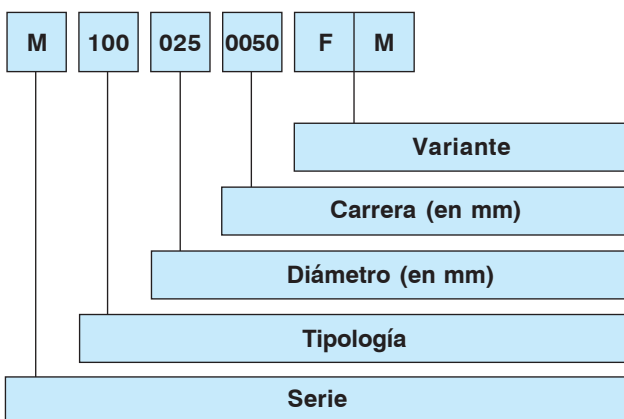 M 100 025 0050 F M
Variante
Carrera (en mm)
Diámetro (en mm)
Tipología
Serie